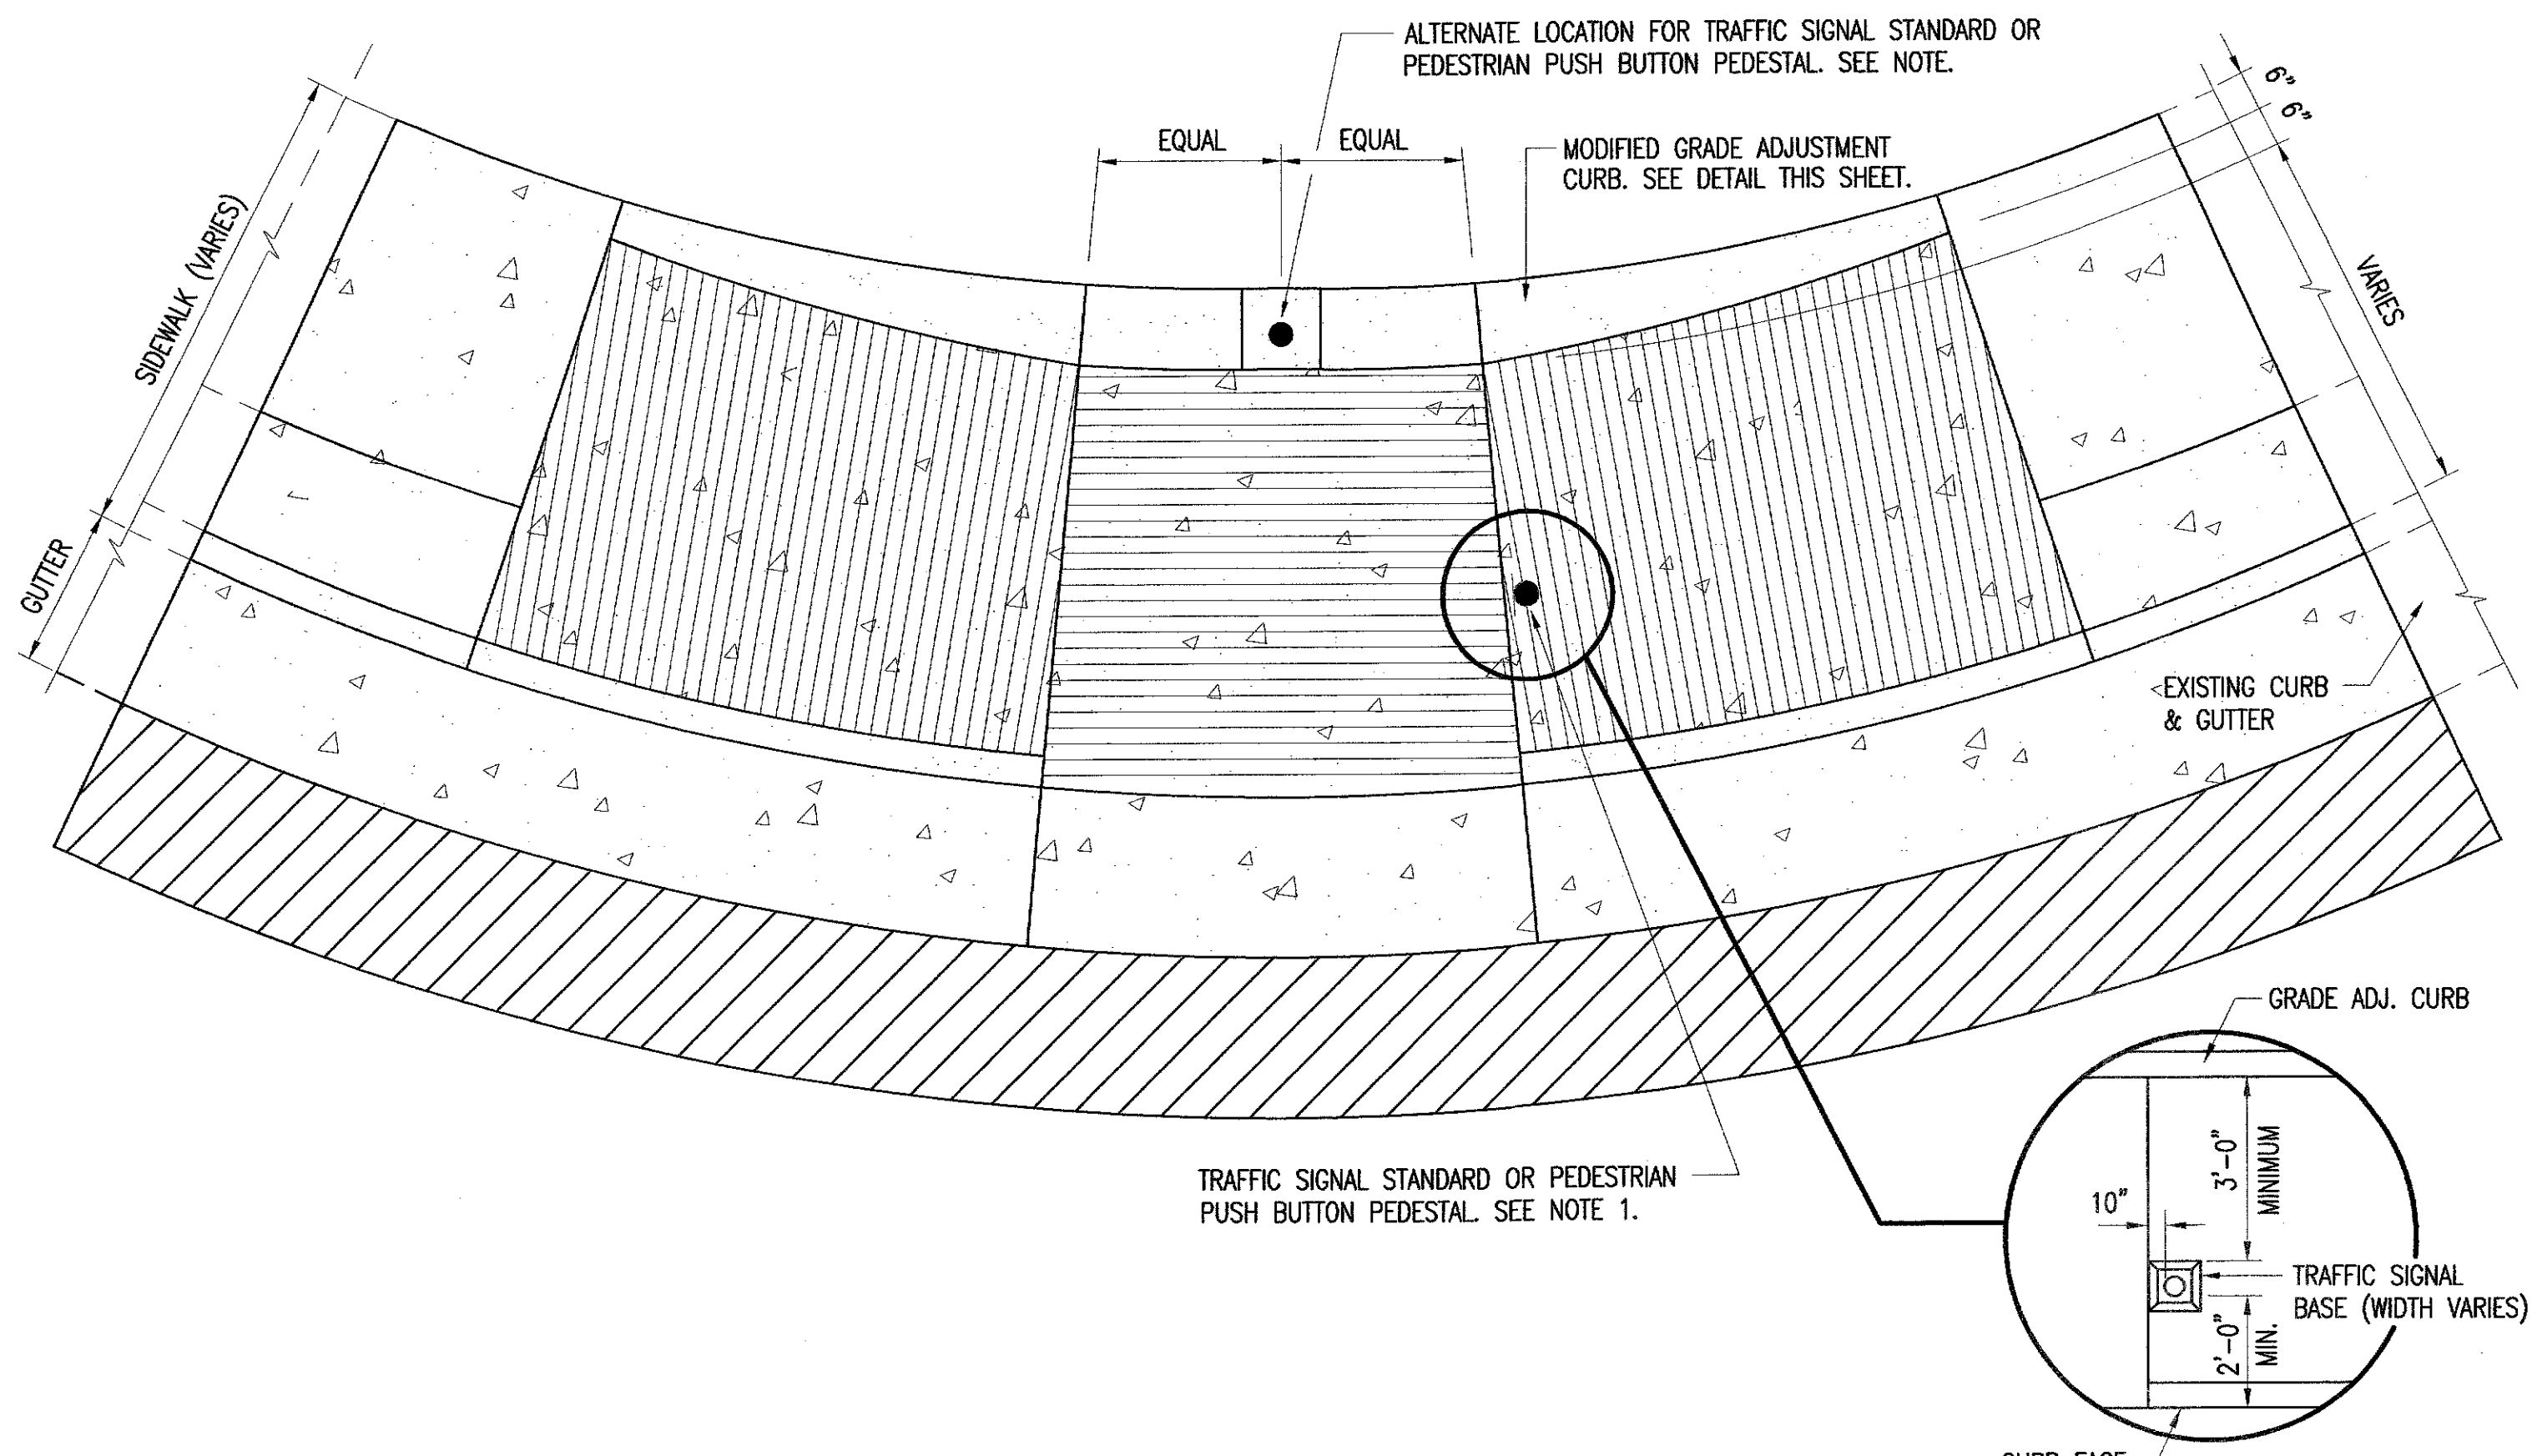 ALTERNATE LOCATION FOR TRAFFIC SIGNAL STANDARD OR
PEDESTRIAN PUSH BUTTON PEDESTAL. SEE NOTE.
6"
6"
EQUAL
EQUAL
MODIFIED GRADE ADJUSTMENT
CURB. SEE DETAIL THIS SHEET.
SIDEWALK (VARIES)
VARIES
GUTTER
EXISTING CURB
& GUTTER
GRADE ADJ. CURB
TRAFFIC SIGNAL STANDARD OR PEDESTRIAN
PUSH BUTTON PEDESTAL. SEE NOTE 1.
3'-0"
MINIMUM
10"
TRAFFIC SIGNAL
BASE (WIDTH VARIES)
2'-0"
MIN.
CURB FACE